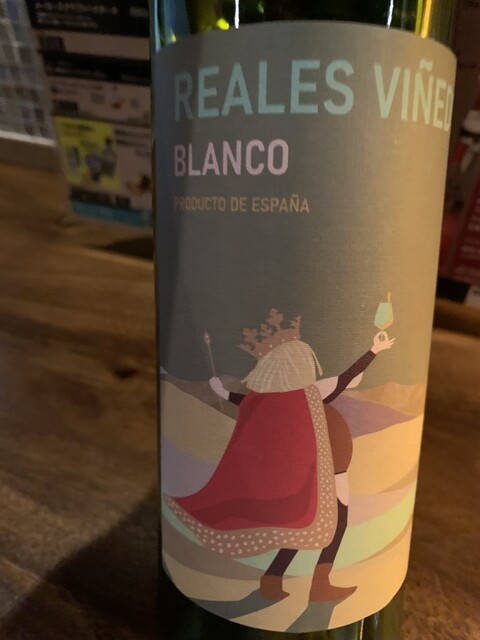 REALES VIÑED
BLANCO
PRODUCTO DE ESPAÑA